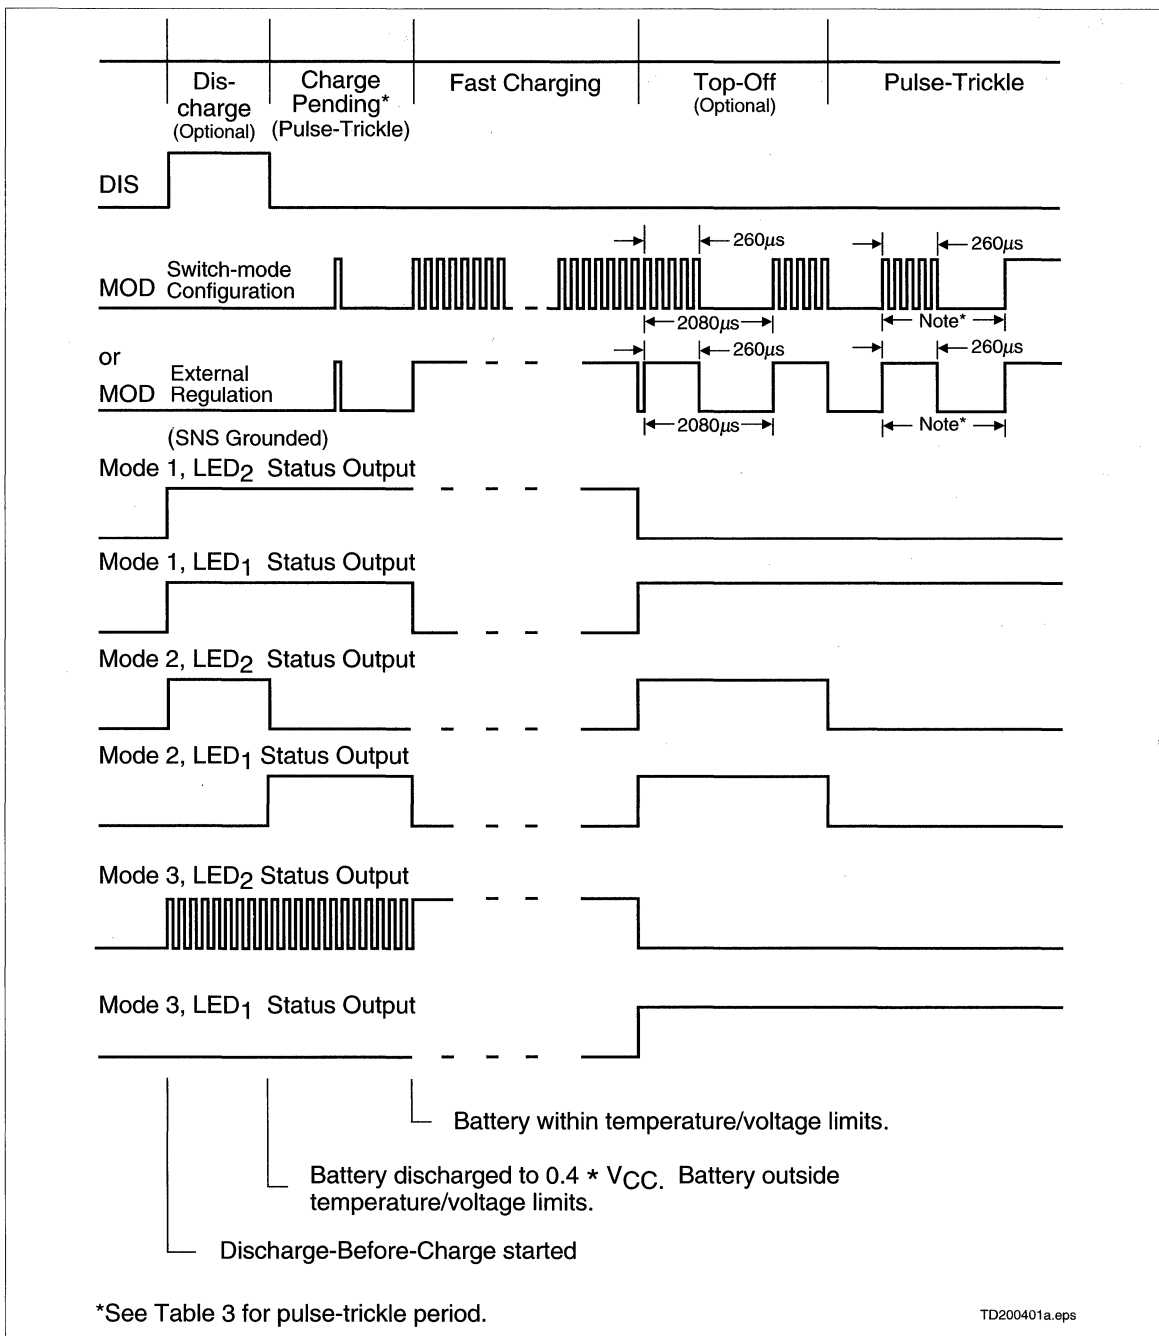 Dis-
charge
(Optional)
Charge
Pending*
(Pulse-Trickle)
Fast Charging
Top-Off
(Optional)
Pulse-Trickle
DIS
MOD
Switch-mode
Configuration
260µs
260µs
2080µs
Note*
or
MOD
External
Regulation
260µs
260µs
2080µs
Note*
(SNS Grounded)
Mode 1, LED2 Status Output
Mode 1, LED1 Status Output
Mode 2, LED2 Status Output
Mode 2, LED1 Status Output
Mode 3, LED2 Status Output
Mode 3, LED1 Status Output
Battery within temperature/voltage limits.
Battery discharged to 0.4 * VCC. Battery outside
temperature/voltage limits.
Discharge-Before-Charge started
*See Table 3 for pulse-trickle period.
TD200401a.eps